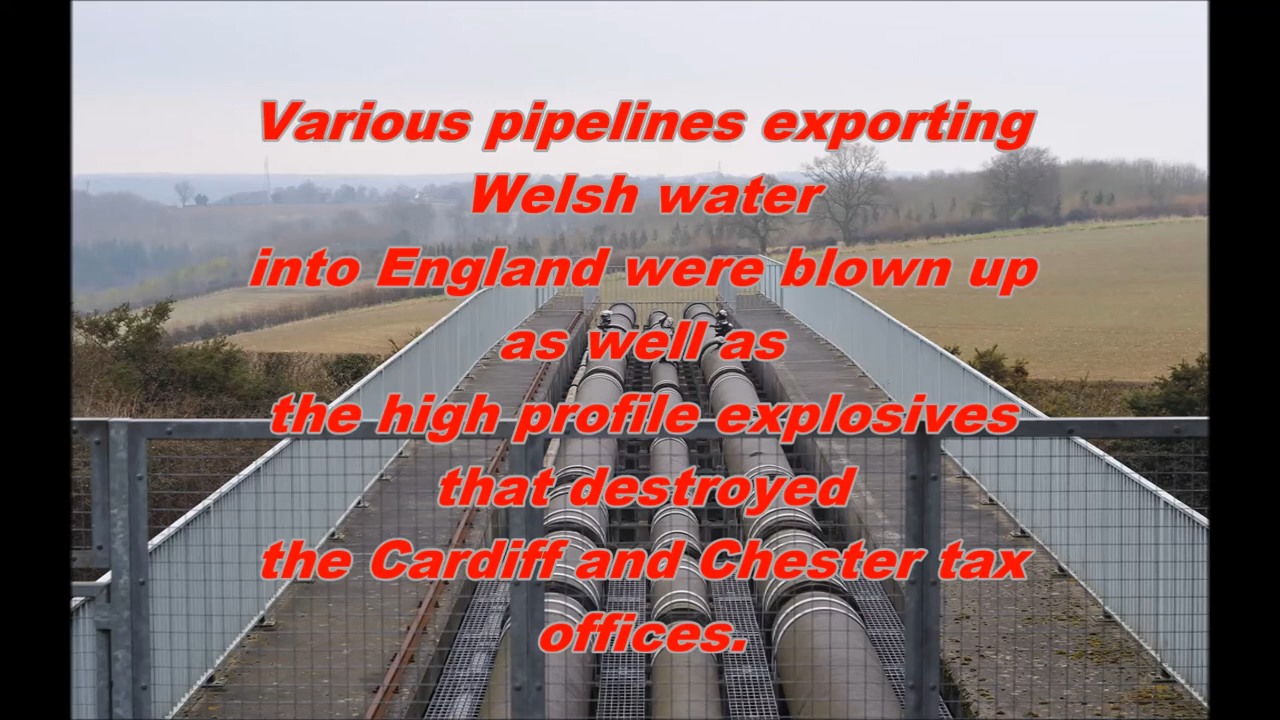 Various pipelines exporting
Welsh water
into England were blown up
as well as
the high profile explosives
that destroyed
the Cardiff and Chester tax
offices.